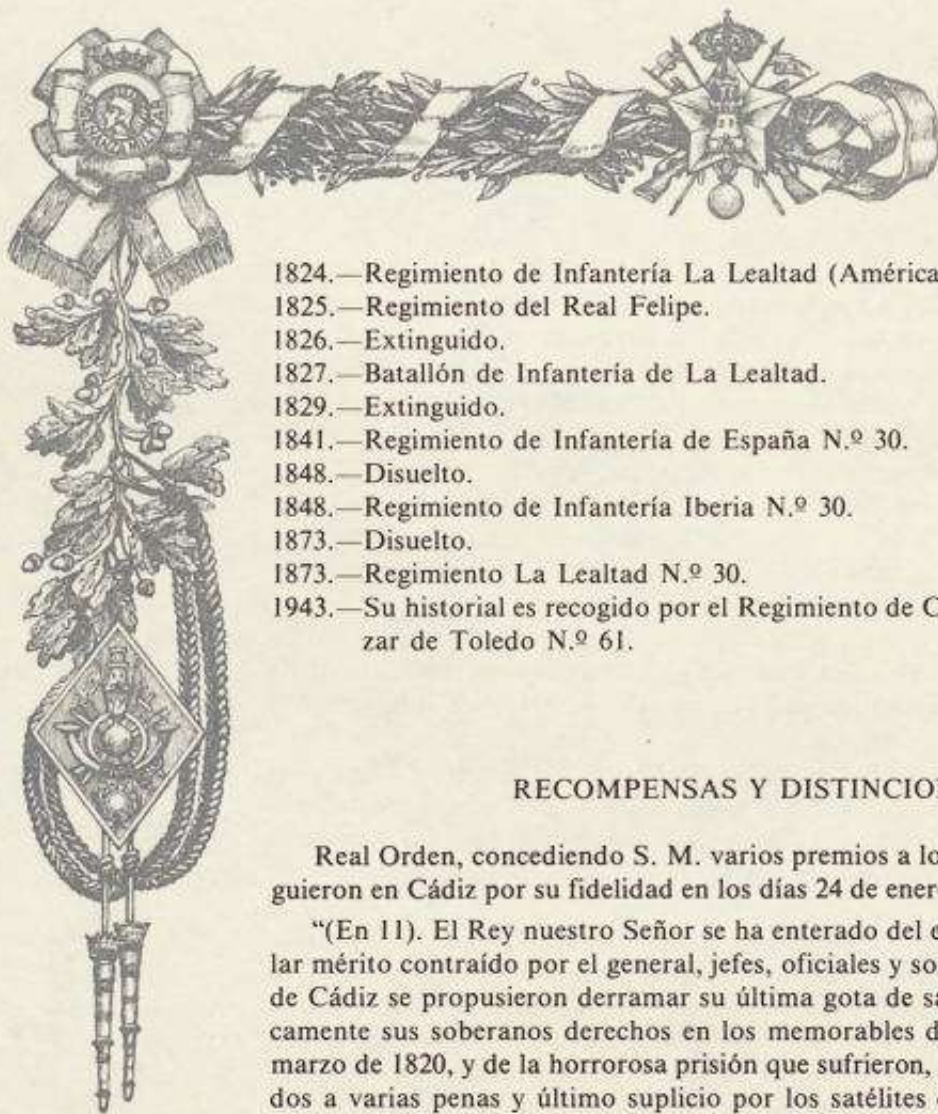 1824.—Regimiento de Infantería La Lealtad (América
1825.—Regimiento del Real Felipe.
1826.—Extinguido.
1827.—Batallón de Infantería de La Lealtad.
1829.—Extinguido.
1841.—Regimiento de Infantería de España N.º 30.
1848.—Disuelto.
1848.—Regimiento de Infantería Iberia N.º 30.
1873.—Disuelto.
1873.—Regimiento La Lealtad N.º 30.
1943.—Su historial es recogido por el Regimiento de C
zar de Toledo N.º 61.
RECOMPENSAS Y DISTINCIO
Real Orden, concediendo S. M. varios premios a lo
guieron en Cádiz por su fidelidad en los días 24 de ener
“(En 11). El Rey nuestro Señor se ha enterado del e
lar mérito contraído por el general, jefes, oficiales y so
de Cádiz se propusieron derramar su última gota de sa
camente sus soberanos derechos en los memorables d
marzo de 1820, y de la horrorosa prisión que sufrieron,
dos a varias penas y último suplicio por los satélites